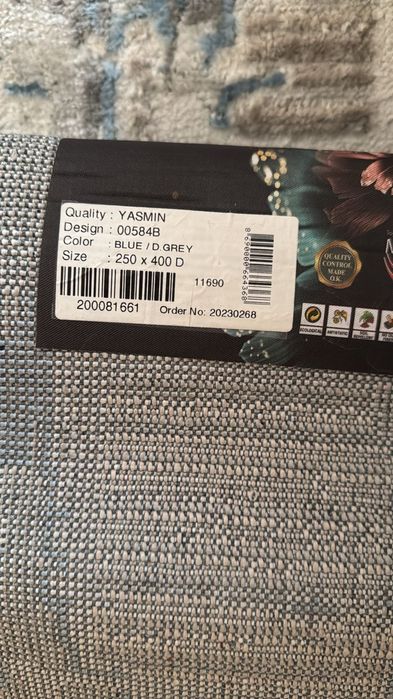 Quality : YASMIN
Design : 00584B
Color : BLUE / D.GREY
Size : 250 x 400 D
11690
200081661
Order No: 20230268
QUALITY
CONTROL
MADE
O.K.
ECOLOGICAL
ANTISTATIC